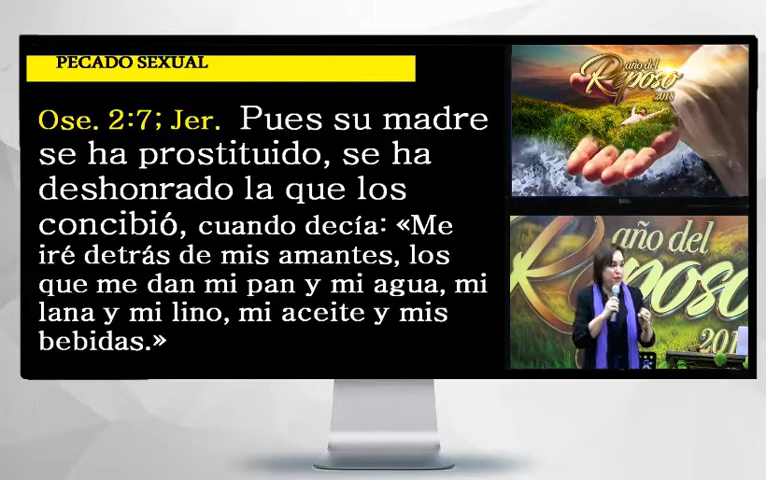 PECADO SEXUAL
Ose. 2:7; Jer. Pues su madre
se ha prostituido, se ha
deshonrado la que los
concibió, cuando decía: «Me
iré detrás de mis amantes, los
que me dan mi pan y mi agua, mi
lana y mi lino, mi aceite y mis
bebidas.»
año del
Reposo
2018
año del
Reposo
201